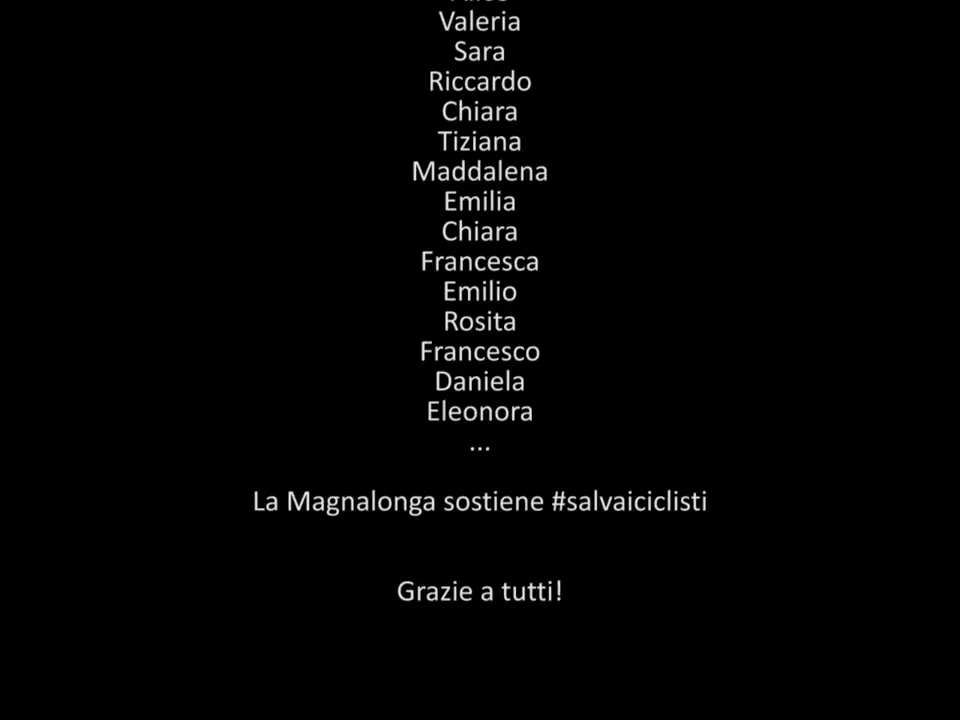 Valeria
Sara
Riccardo
Chiara
Tiziana
Maddalena
Emilia
Chiara
Francesca
Emilio
Rosita
Francesco
Daniela
Eleonora
...
La Magnalonga sostiene #salvaiciclisti
Grazie a tutti!